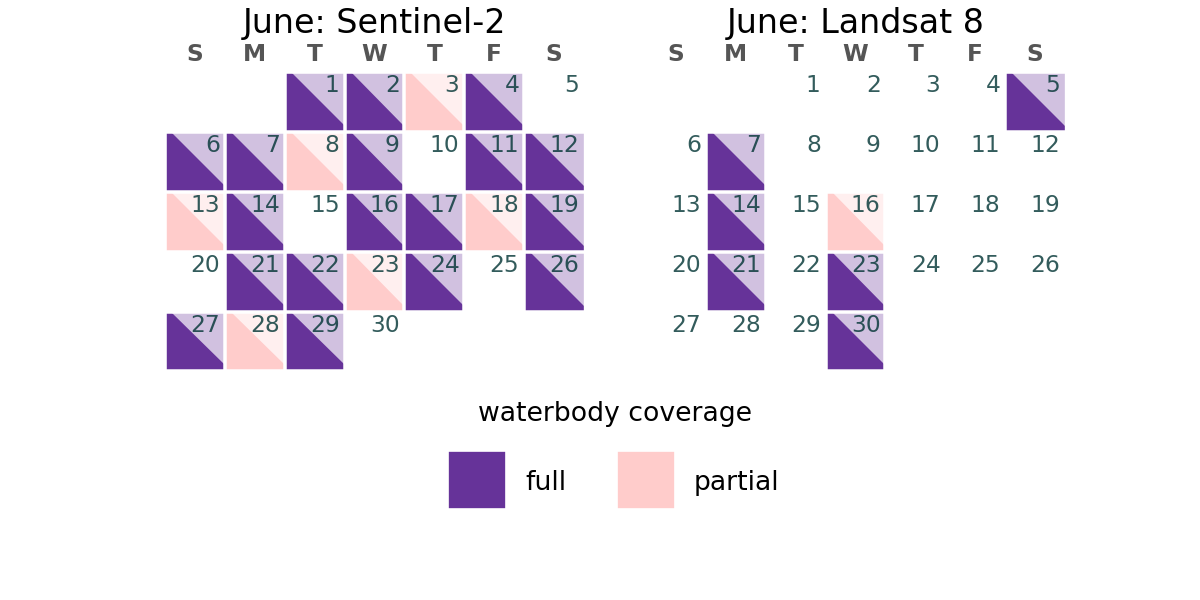 June: Sentinel-2
S M T W T F S
1 2 3 4 5
6 7 8 9 10 11 12
13 14 15 16 17 18 19
20 21 22 23 24 25 26
27 28 29 30
June: Landsat 8
S M T W T F S
1 2 3 4 5
6 7 8 9 10 11 12
13 14 15 16 17 18 19
20 21 22 23 24 25 26
27 28 29 30
waterbody coverage
full partial